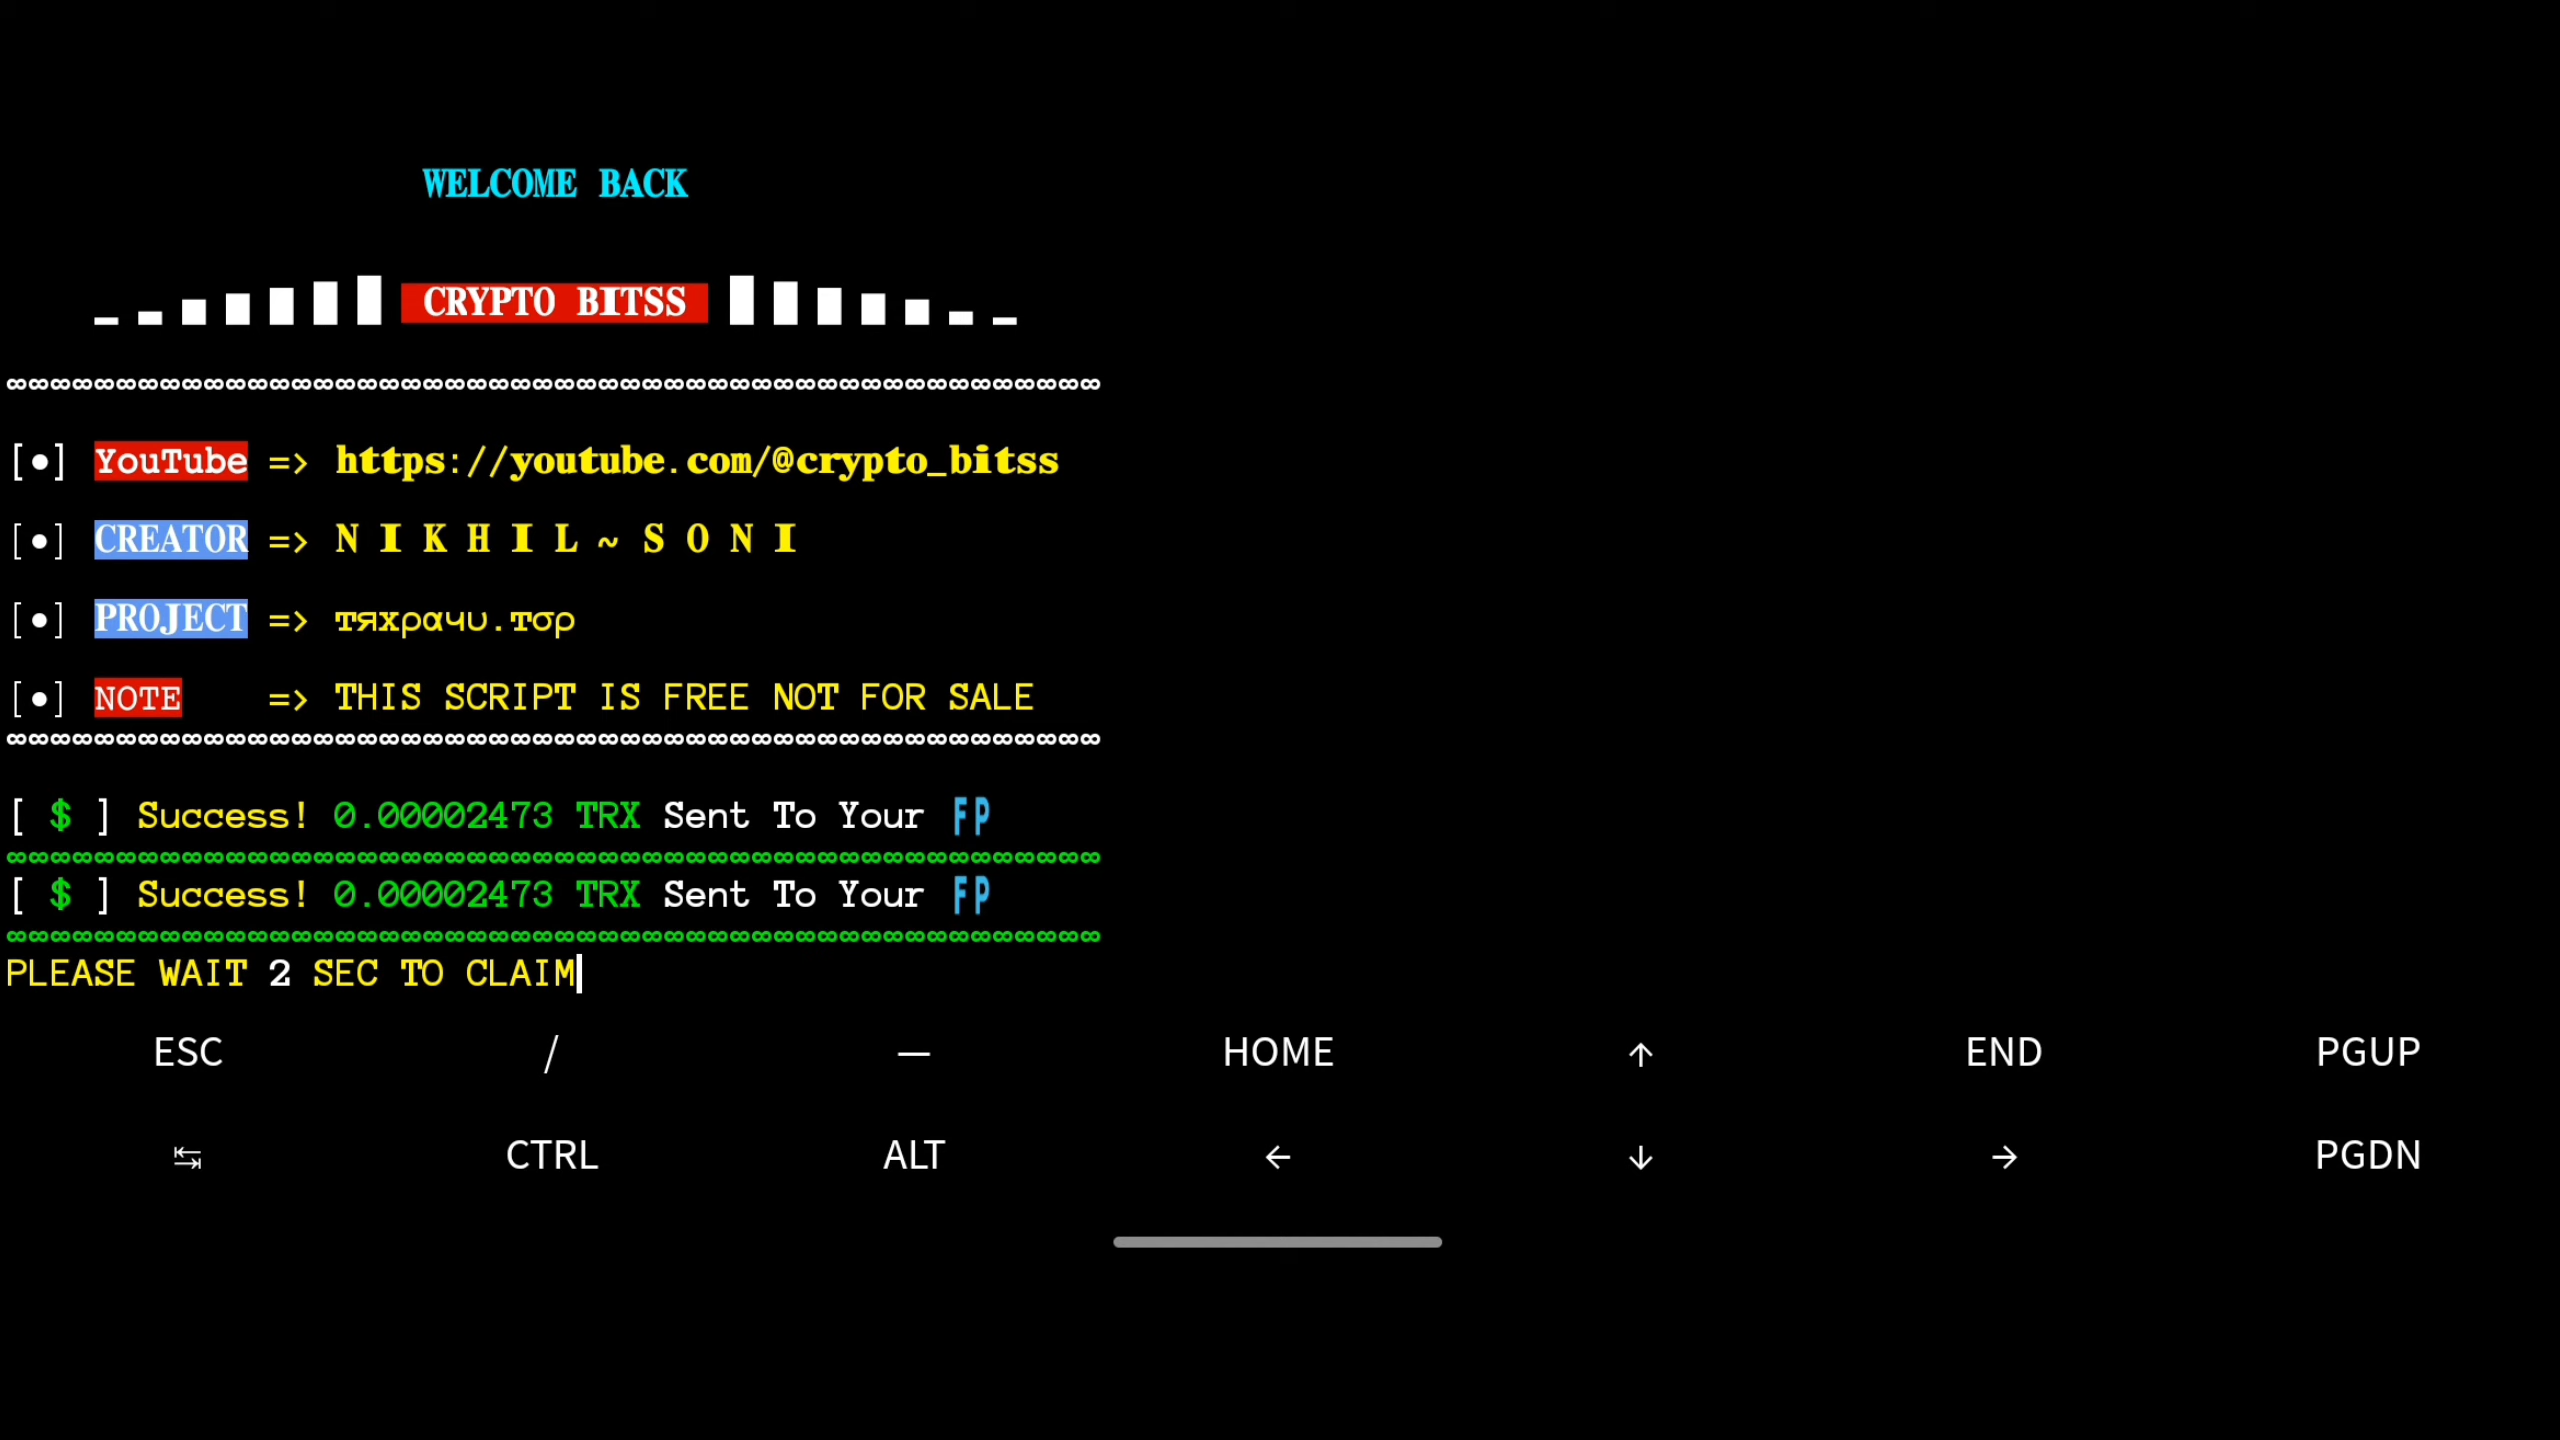 WELCOME BACK
CRYPTO BITSS
∞∞∞∞∞∞∞∞∞∞∞∞∞∞∞∞∞∞∞∞∞∞∞∞∞∞∞∞∞∞∞∞∞∞∞∞∞∞∞∞∞∞∞∞∞∞∞∞∞∞
[●] YouTube => https://youtube.com/@crypto_bitss
[●] CREATOR => N I K H I L ~ S O N I
[●] PROJECT => тяxραчυ.тσρ
[●] NOTE => THIS SCRIPT IS FREE NOT FOR SALE
∞∞∞∞∞∞∞∞∞∞∞∞∞∞∞∞∞∞∞∞∞∞∞∞∞∞∞∞∞∞∞∞∞∞∞∞∞∞∞∞∞∞∞∞∞∞∞∞∞∞
[ $ ] Success! 0.00002473 TRX Sent To Your FP
∞∞∞∞∞∞∞∞∞∞∞∞∞∞∞∞∞∞∞∞∞∞∞∞∞∞∞∞∞∞∞∞∞∞∞∞∞∞∞∞∞∞∞∞∞∞∞∞∞∞
[ $ ] Success! 0.00002473 TRX Sent To Your FP
∞∞∞∞∞∞∞∞∞∞∞∞∞∞∞∞∞∞∞∞∞∞∞∞∞∞∞∞∞∞∞∞∞∞∞∞∞∞∞∞∞∞∞∞∞∞∞∞∞∞
PLEASE WAIT 2 SEC TO CLAIM
ESC / — HOME ↑ END PGUP
↹ CTRL ALT ← ↓ → PGDN